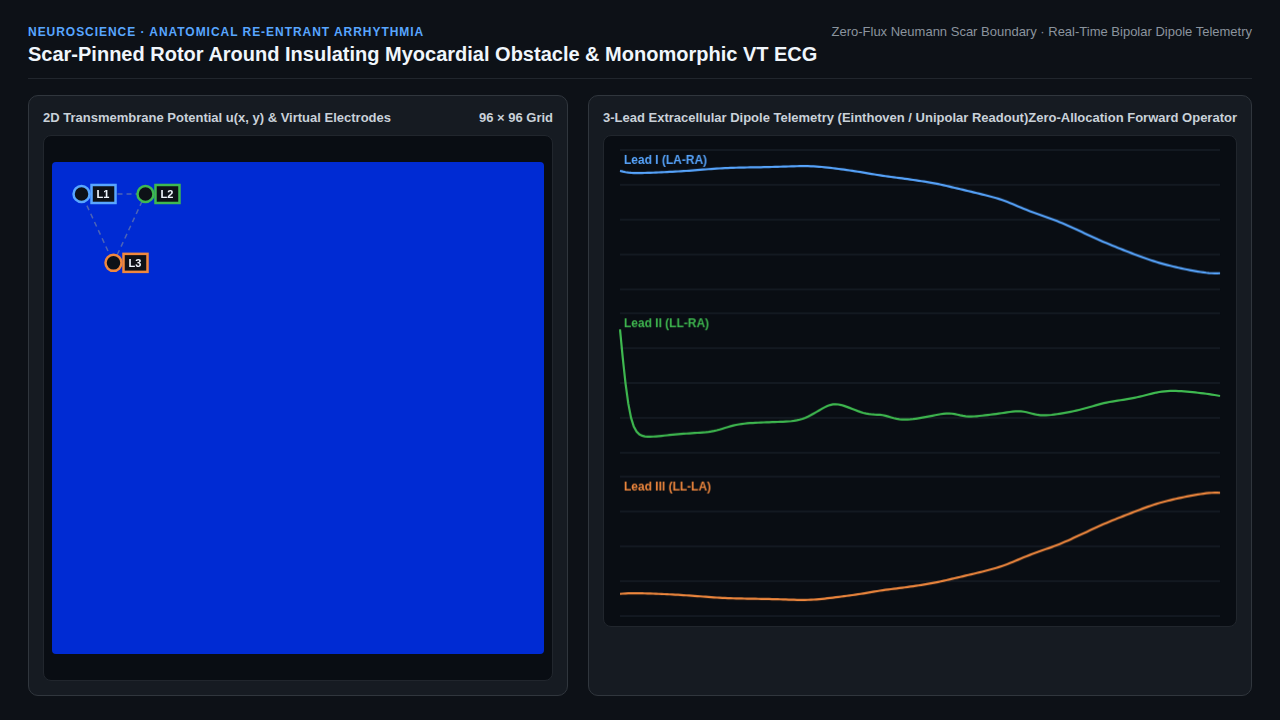 NEUROSCIENCE · ANATOMICAL RE-ENTRANT ARRHYTHMIA
Scar-Pinned Rotor Around Insulating Myocardial Obstacle & Monomorphic VT ECG
Zero-Flux Neumann Scar Boundary · Real-Time Bipolar Dipole Telemetry
2D Transmembrane Potential u(x, y) & Virtual Electrodes
96 × 96 Grid
L1
L2
L3
3-Lead Extracellular Dipole Telemetry (Einthoven / Unipolar Readout)
Zero-Allocation Forward Operator
Lead I (LA-RA)
Lead II (LL-RA)
Lead III (LL-LA)